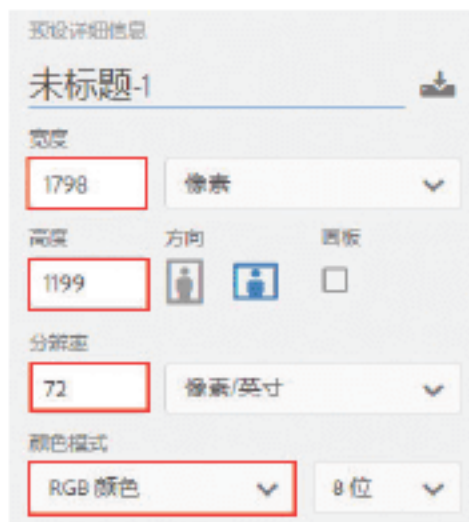 预设详细信息
未标题-1
宽度
1798 像素
高度 方向 画板
1199
分辨率
72 像素/英寸
颜色模式
RGB 颜色 8 位